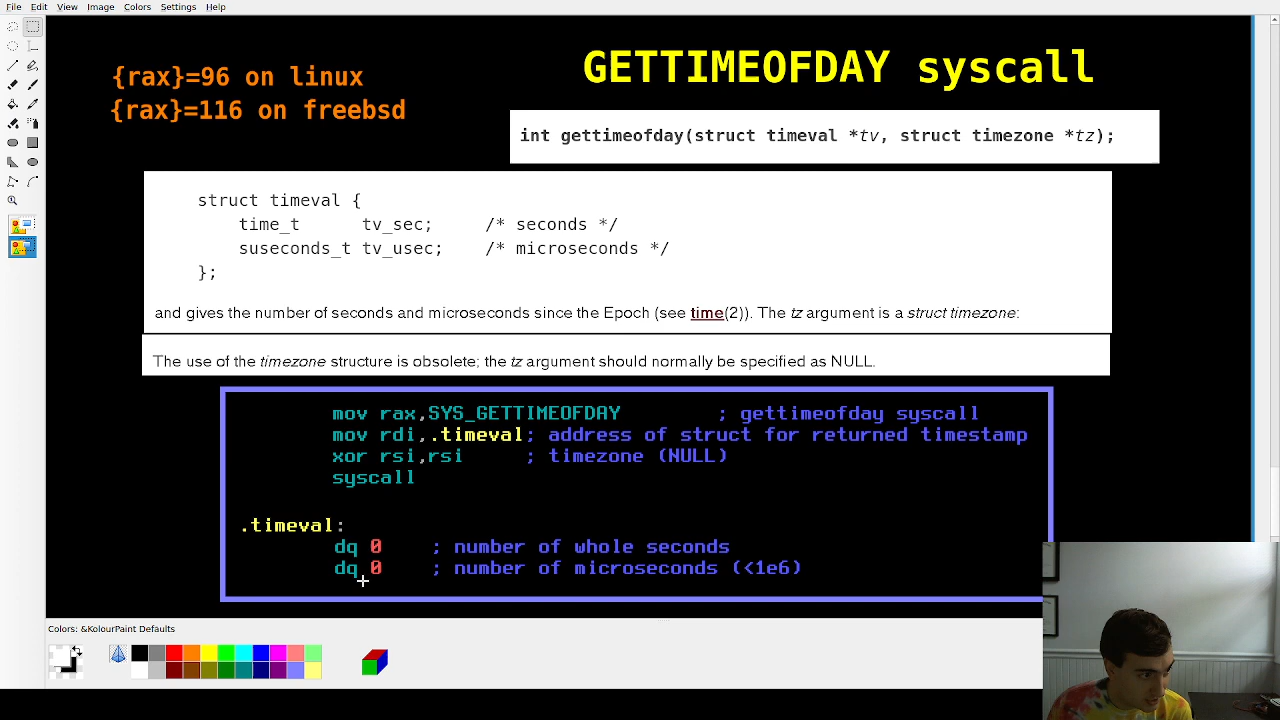 File Edit View Image Colors Settings Help
GETTIMEOFDAY syscall
{rax}=96 on linux
{rax}=116 on freebsd
int gettimeofday(struct timeval *tv, struct timezone *tz);
struct timeval {
time_t tv_sec; /* seconds */
suseconds_t tv_usec; /* microseconds */
};
and gives the number of seconds and microseconds since the Epoch (see time(2)). The tz argument is a struct timezone:
The use of the timezone structure is obsolete; the tz argument should normally be specified as NULL.
mov rax,SYS_GETTIMEOFDAY ; gettimeofday syscall
mov rdi,.timeval; address of struct for returned timestamp
xor rsi,rsi ; timezone (NULL)
syscall
.timeval:
dq 0 ; number of whole seconds
dq 0 ; number of microseconds (<1e6)
Colors: &KolourPaint Defaults